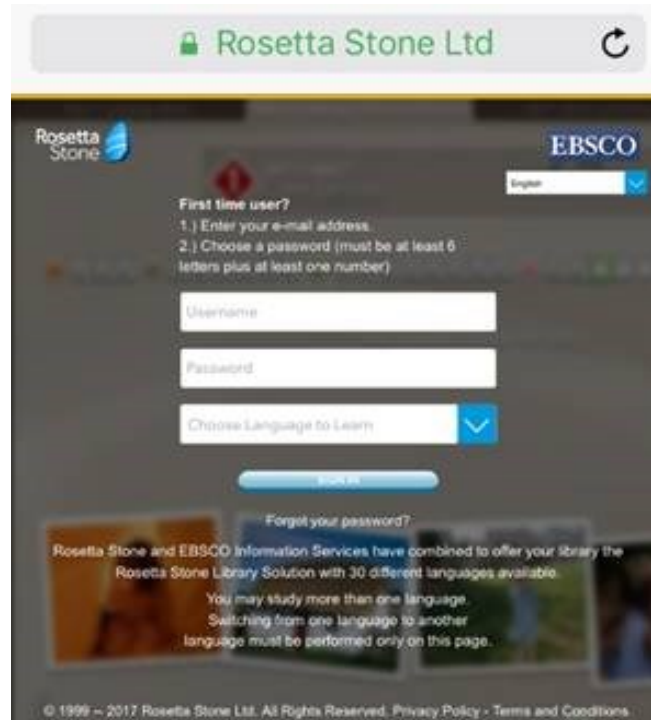 Rosetta Stone Ltd
Rosetta
Stone
EBSCO
English
First time user?
1.) Enter your e-mail address.
2.) Choose a password (must be at least 6
letters plus at least one number)
Username
Password
Choose Language to Learn
SIGN IN
Forgot your password?
Rosetta Stone and EBSCO Information Services have combined to offer your library the
Rosetta Stone Library Solution with 30 different languages available.
You may study more than one language.
Switching from one language to another
language must be performed only on this page.
© 1999 – 2017 Rosetta Stone Ltd. All Rights Reserved. Privacy Policy - Terms and Conditions